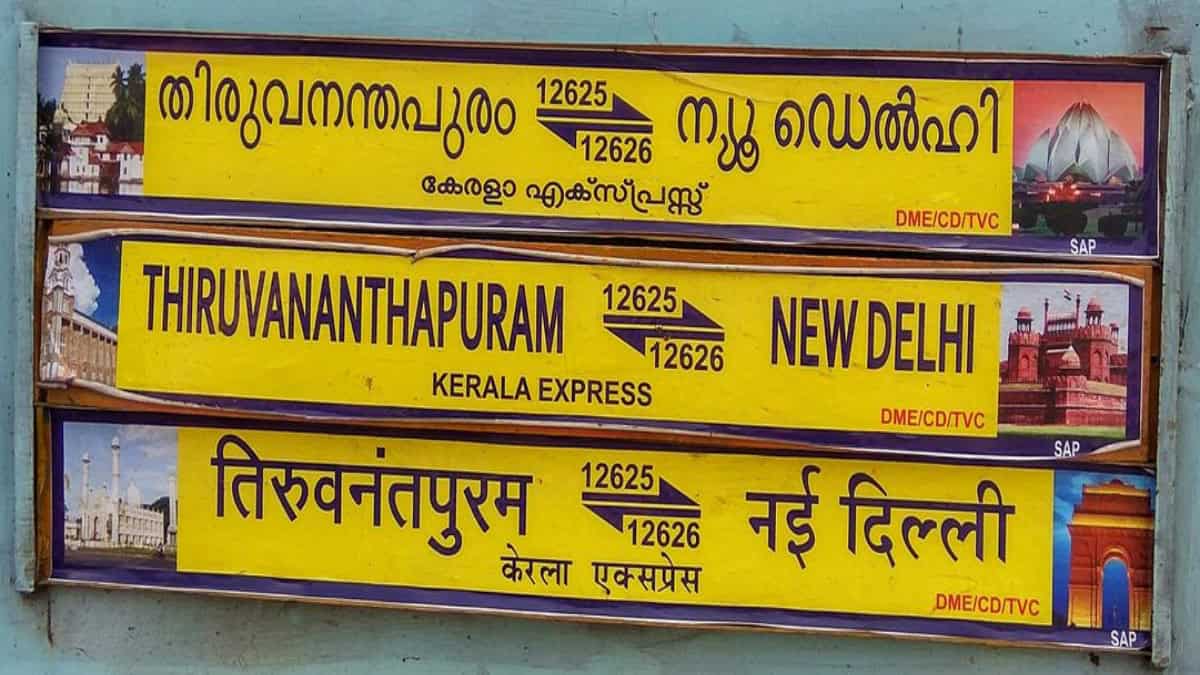 തിരുവനന്തപുരം 12625 12626 ന്യൂ ഡെൽഹി
കേരളാ എക്സ്പ്രസ്സ്
DME/CD/TVC
SAP
THIRUVANANTHAPURAM 12625 12626 NEW DELHI
KERALA EXPRESS
DME/CD/TVC
SAP
तिरुवनंतपुरम 12625 12626 नई दिल्ली
केरला एक्सप्रेस
DME/CD/TVC
SAP